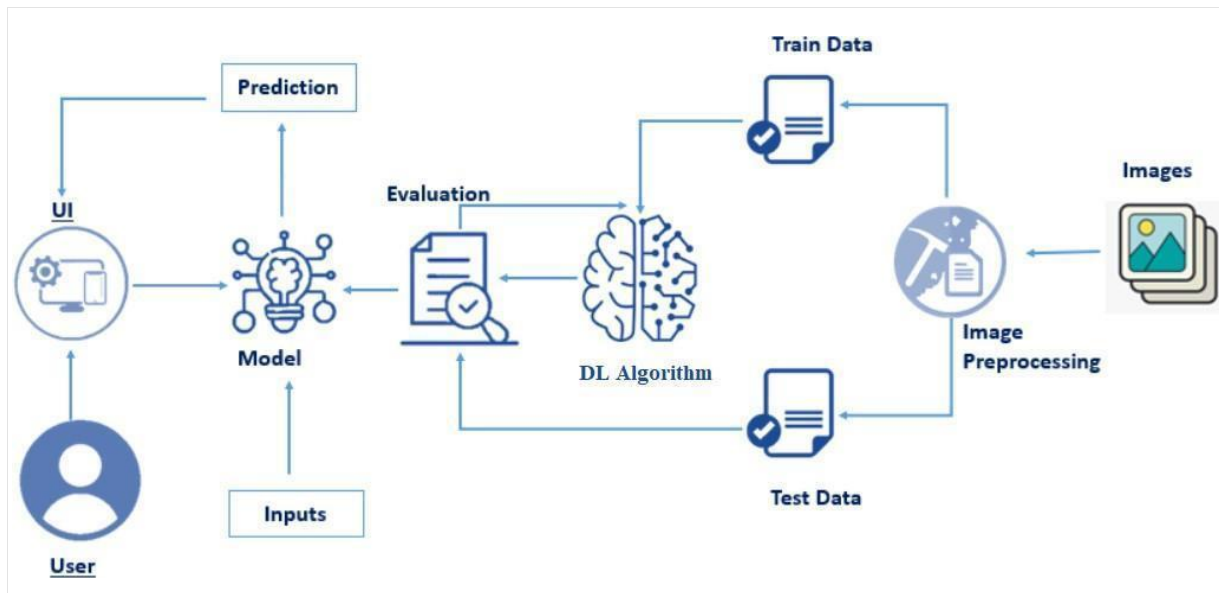 Train Data
Prediction
Images
Evaluation
UI
Image
Preprocessing
Model
DL Algorithm
Test Data
Inputs
User